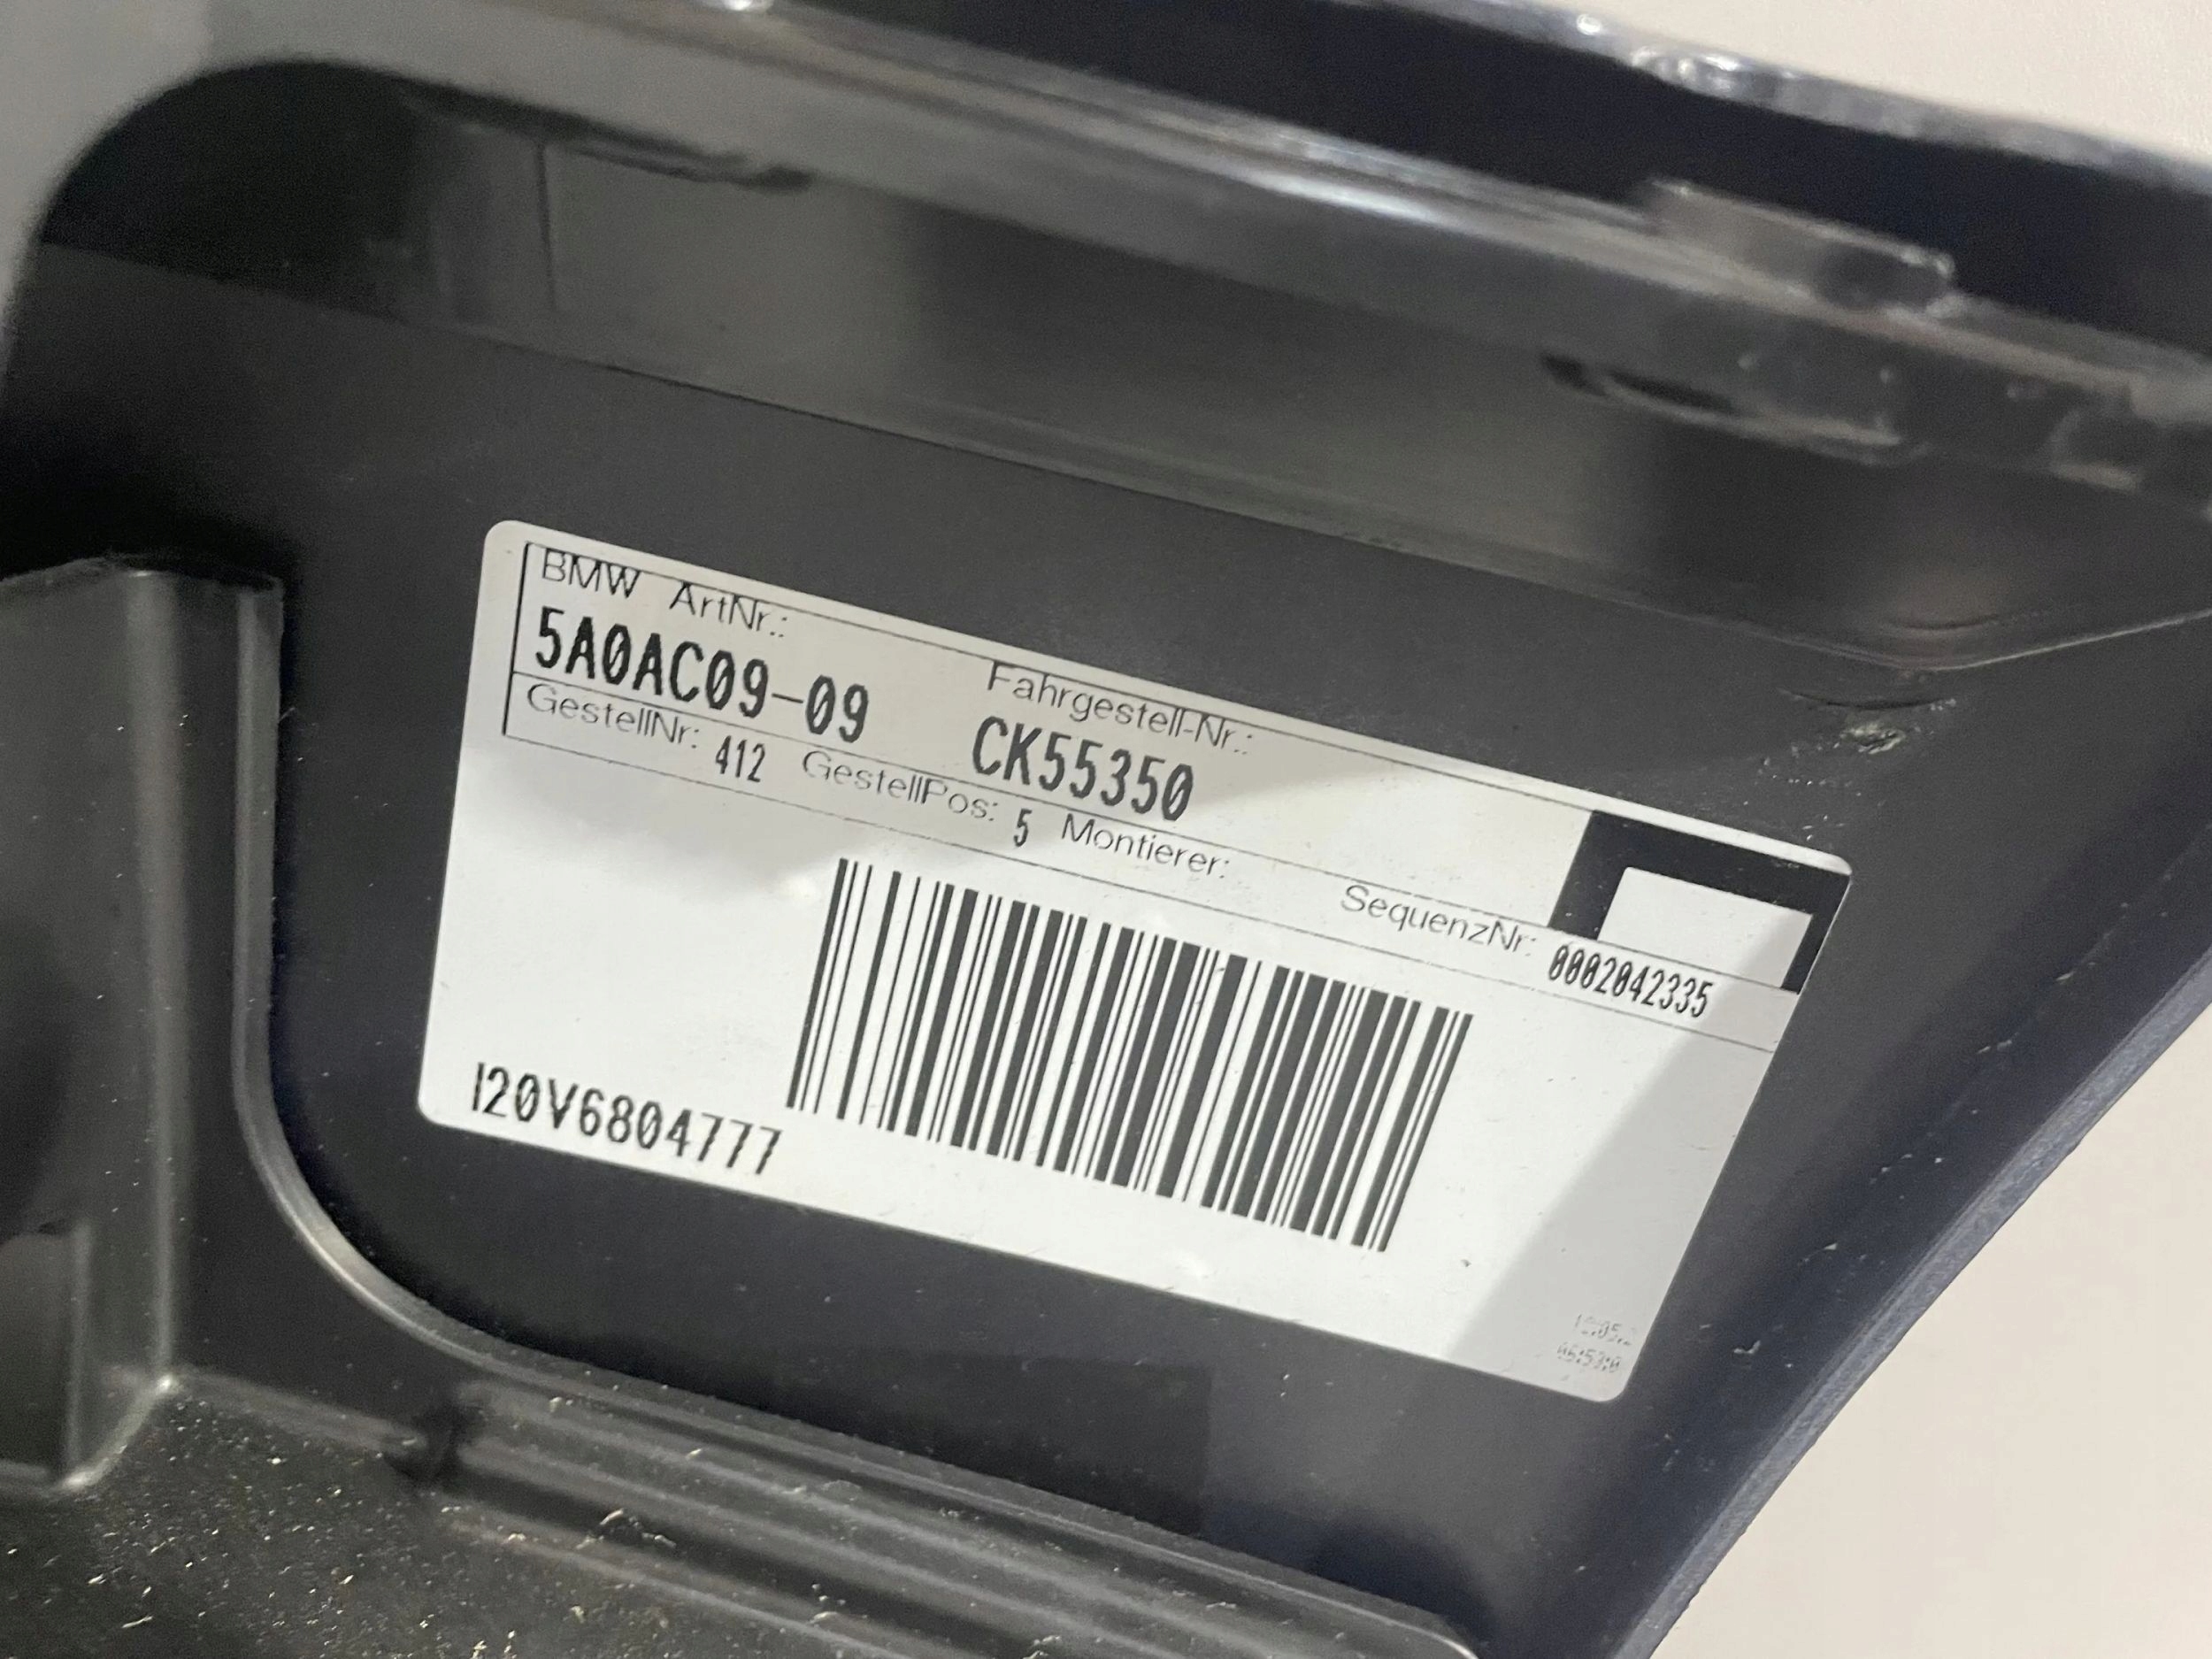 BMW ArtNr.: Fahrgestell-Nr.:
5A0AC09-09 CK55350
GestellNr: 412 GestellPos: 5 Montierer: SequenzNr: 0002042335
I20V6804777